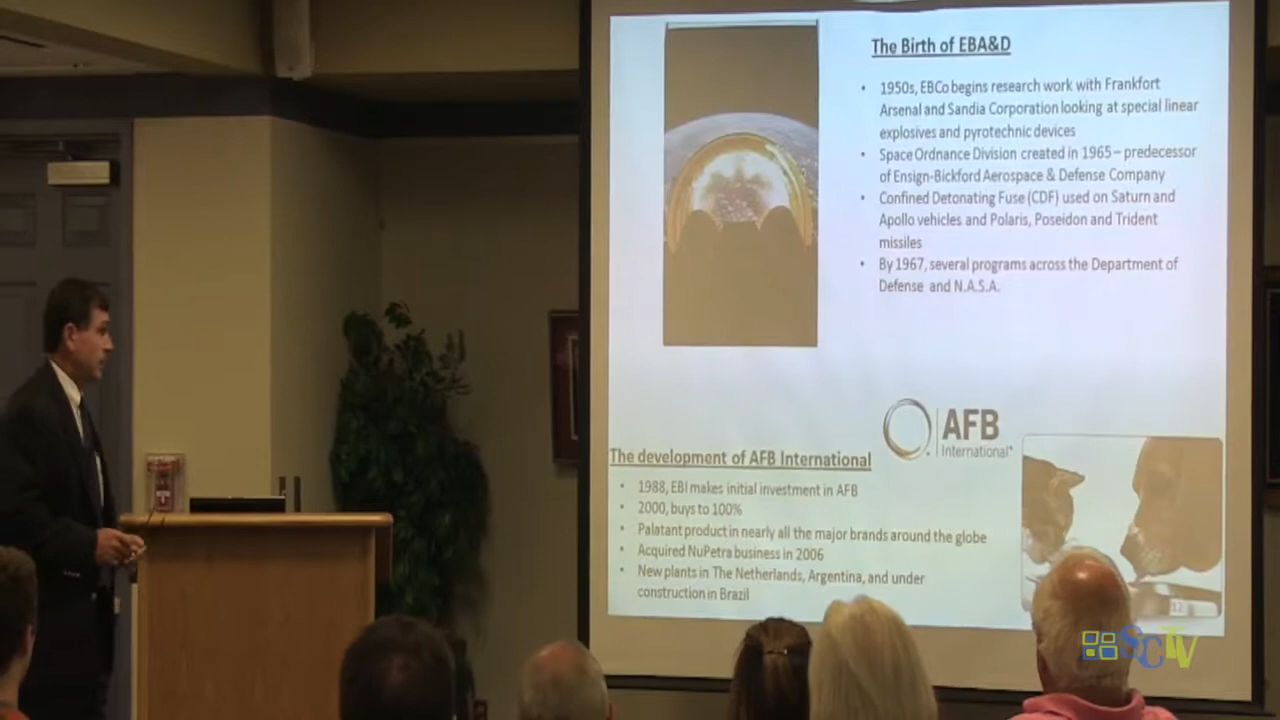 The Birth of EBA&D
• 1950s, EBCo begins research work with Frankfort
Arsenal and Sandia Corporation looking at special linear
explosives and pyrotechnic devices
• Space Ordnance Division created in 1965 – predecessor
of Ensign-Bickford Aerospace & Defense Company
• Confined Detonating Fuse (CDF) used on Saturn and
Apollo vehicles and Polaris, Poseidon and Trident
missiles
• By 1967, several programs across the Department of
Defense and N.A.S.A.
AFB
International®
The development of AFB International
• 1988, EBI makes initial investment in AFB
• 2000, buys to 100%
• Palatant product in nearly all the major brands around the globe
• Acquired NuPetra business in 2006
• New plants in The Netherlands, Argentina, and under
construction in Brazil
12
SCTV